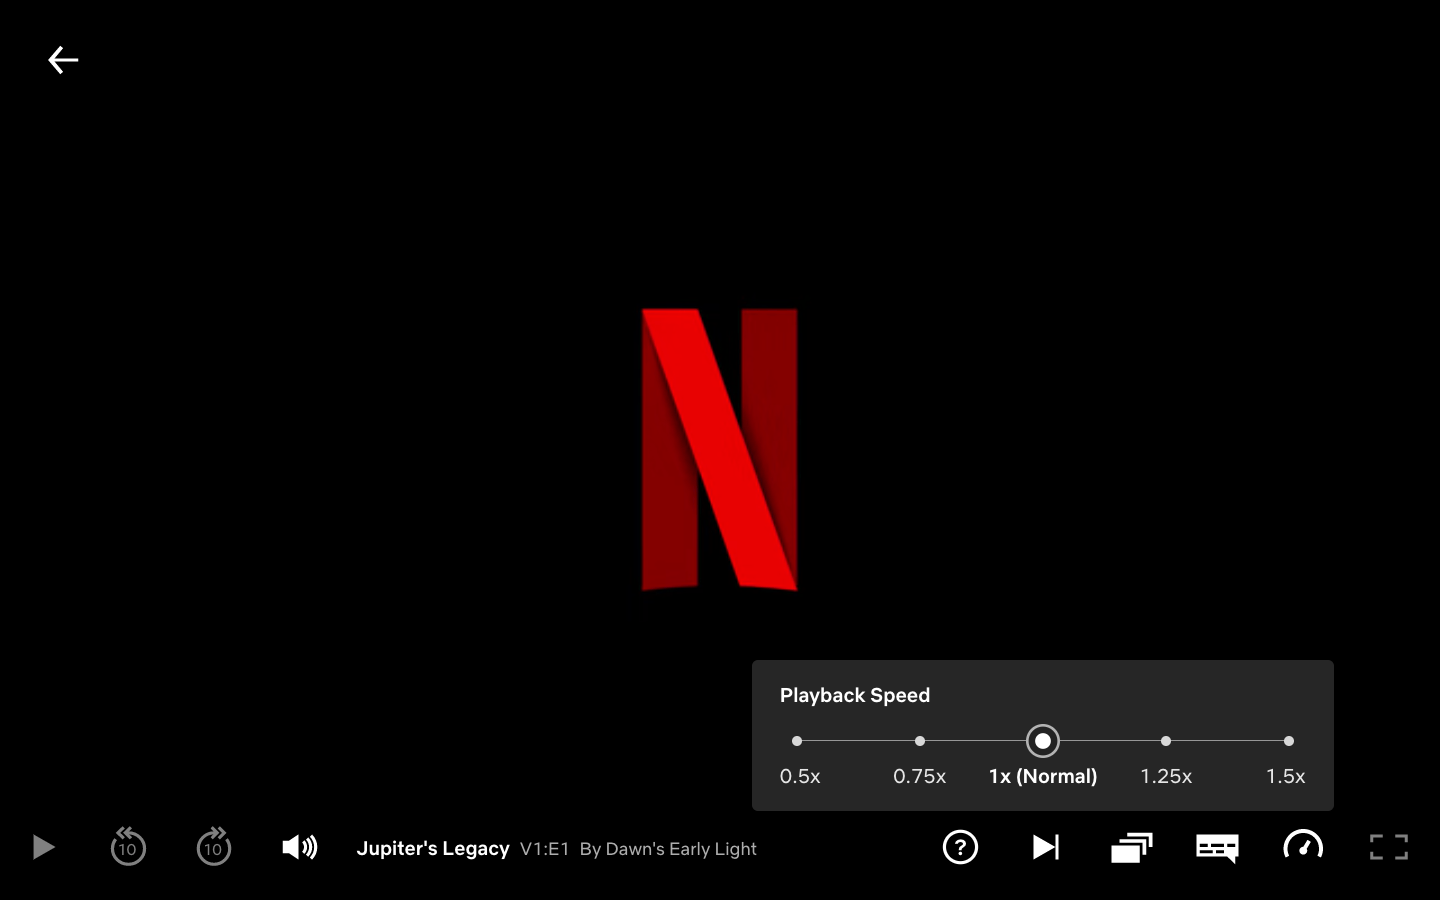 N
Playback Speed
0.5x 0.75x 1x (Normal) 1.25x 1.5x
10 10 Jupiter's Legacy V1:E1 By Dawn's Early Light ?